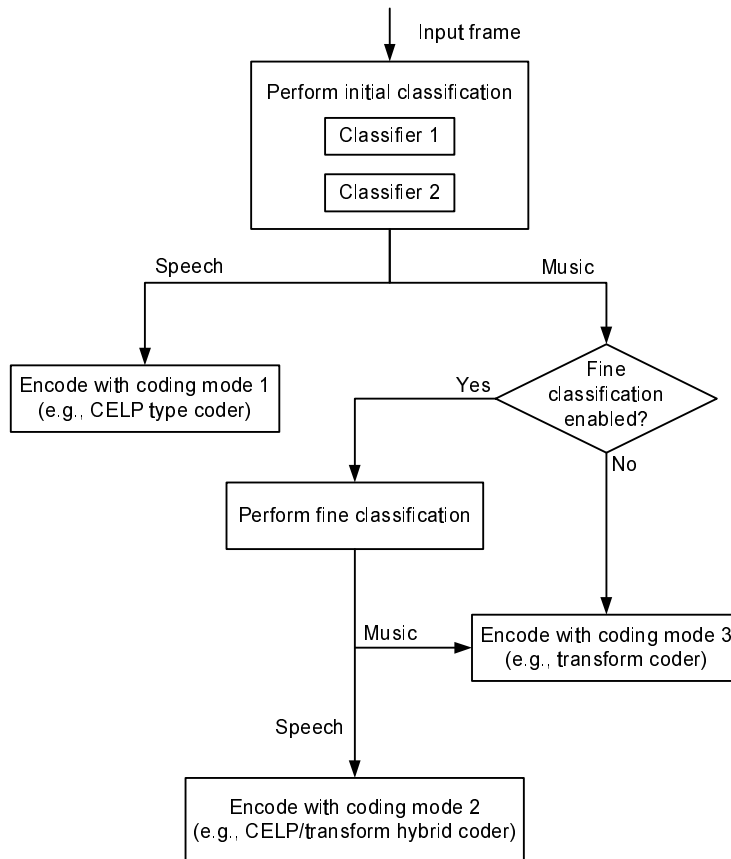 Input frame
Perform initial classification
Classifier 1
Classifier 2
Speech
Music
Encode with coding mode 1
(e.g., CELP type coder)
Fine
classification
enabled?
Yes
No
Perform fine classification
Music
Encode with coding mode 3
(e.g., transform coder)
Speech
Encode with coding mode 2
(e.g., CELP/transform hybrid coder)